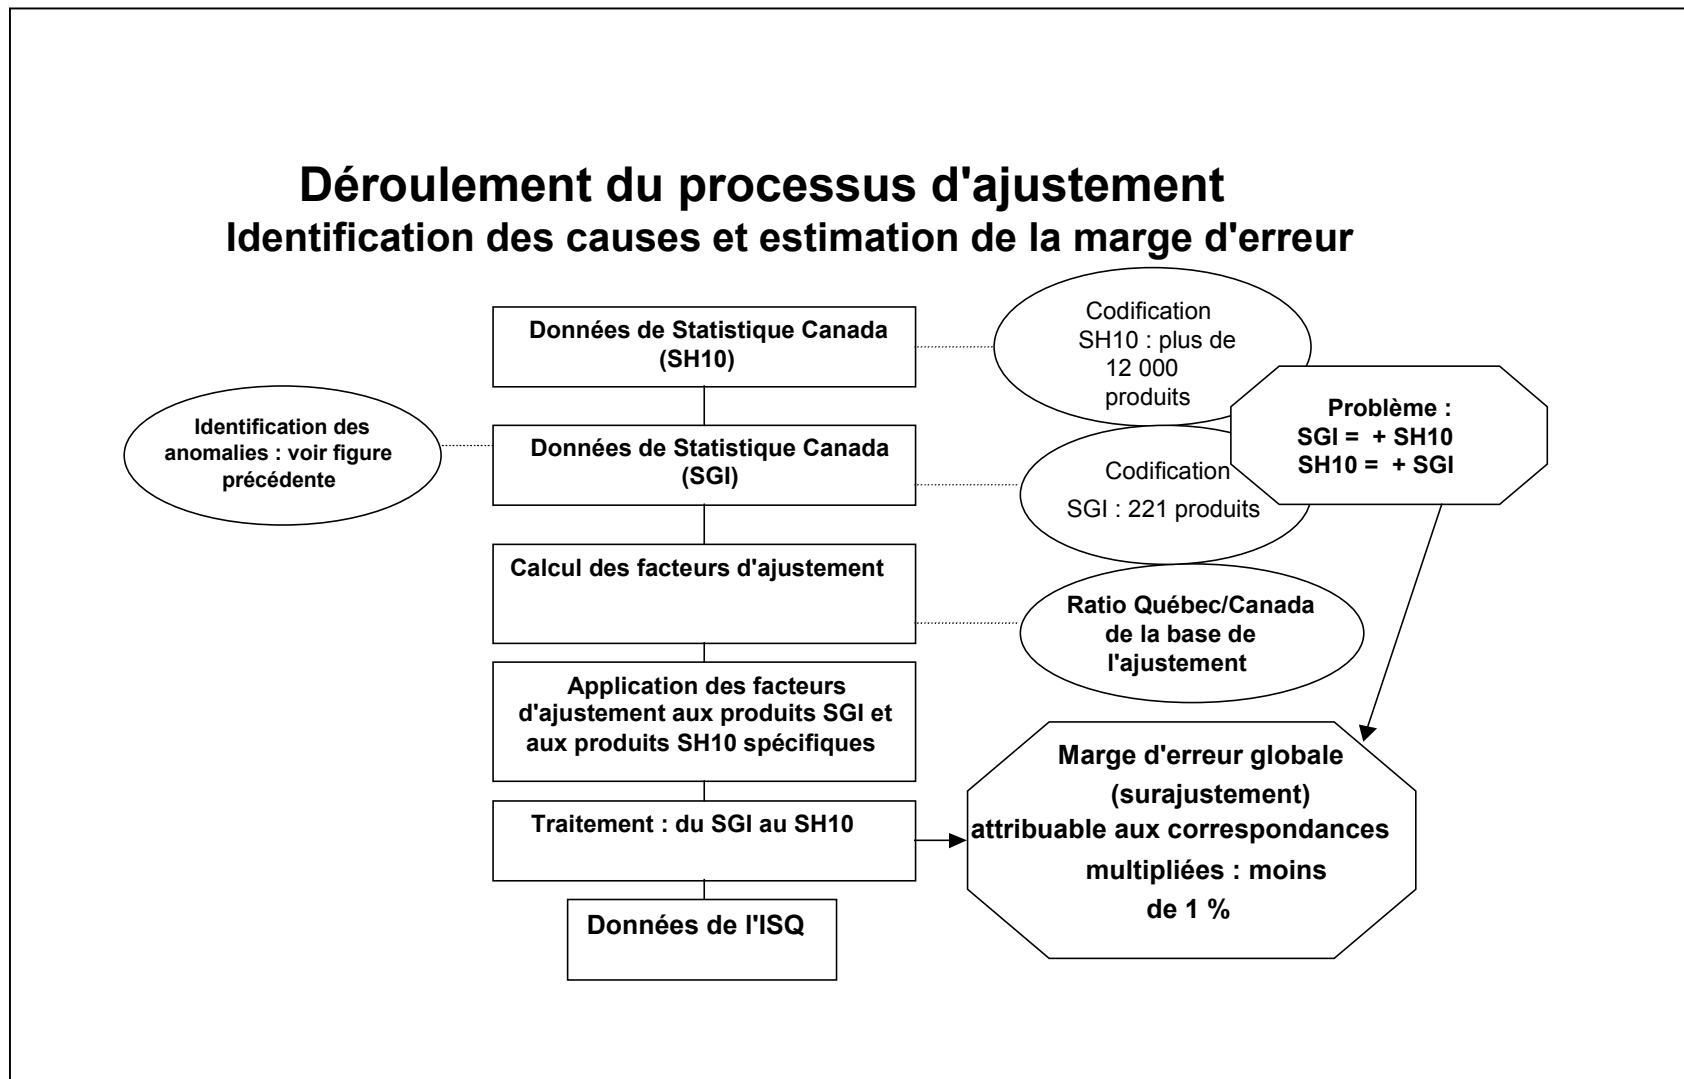 Déroulement du processus d'ajustement
Identification des causes et estimation de la marge d'erreur
Données de Statistique Canada
(SH10)
Codification
SH10 : plus de
12 000
produits
Problème :
SGI = + SH10
SH10 = + SGI
Identification des
anomalies : voir figure
précédente
Données de Statistique Canada
(SGI)
Codification
SGI : 221 produits
Calcul des facteurs d'ajustement
Ratio Québec/Canada
de la base de
l'ajustement
Application des facteurs
d'ajustement aux produits SGI et
aux produits SH10 spécifiques
Traitement : du SGI au SH10
Marge d'erreur globale
(surajustement)
attribuable aux correspondances
multipliées : moins
de 1 %
Données de l'ISQ